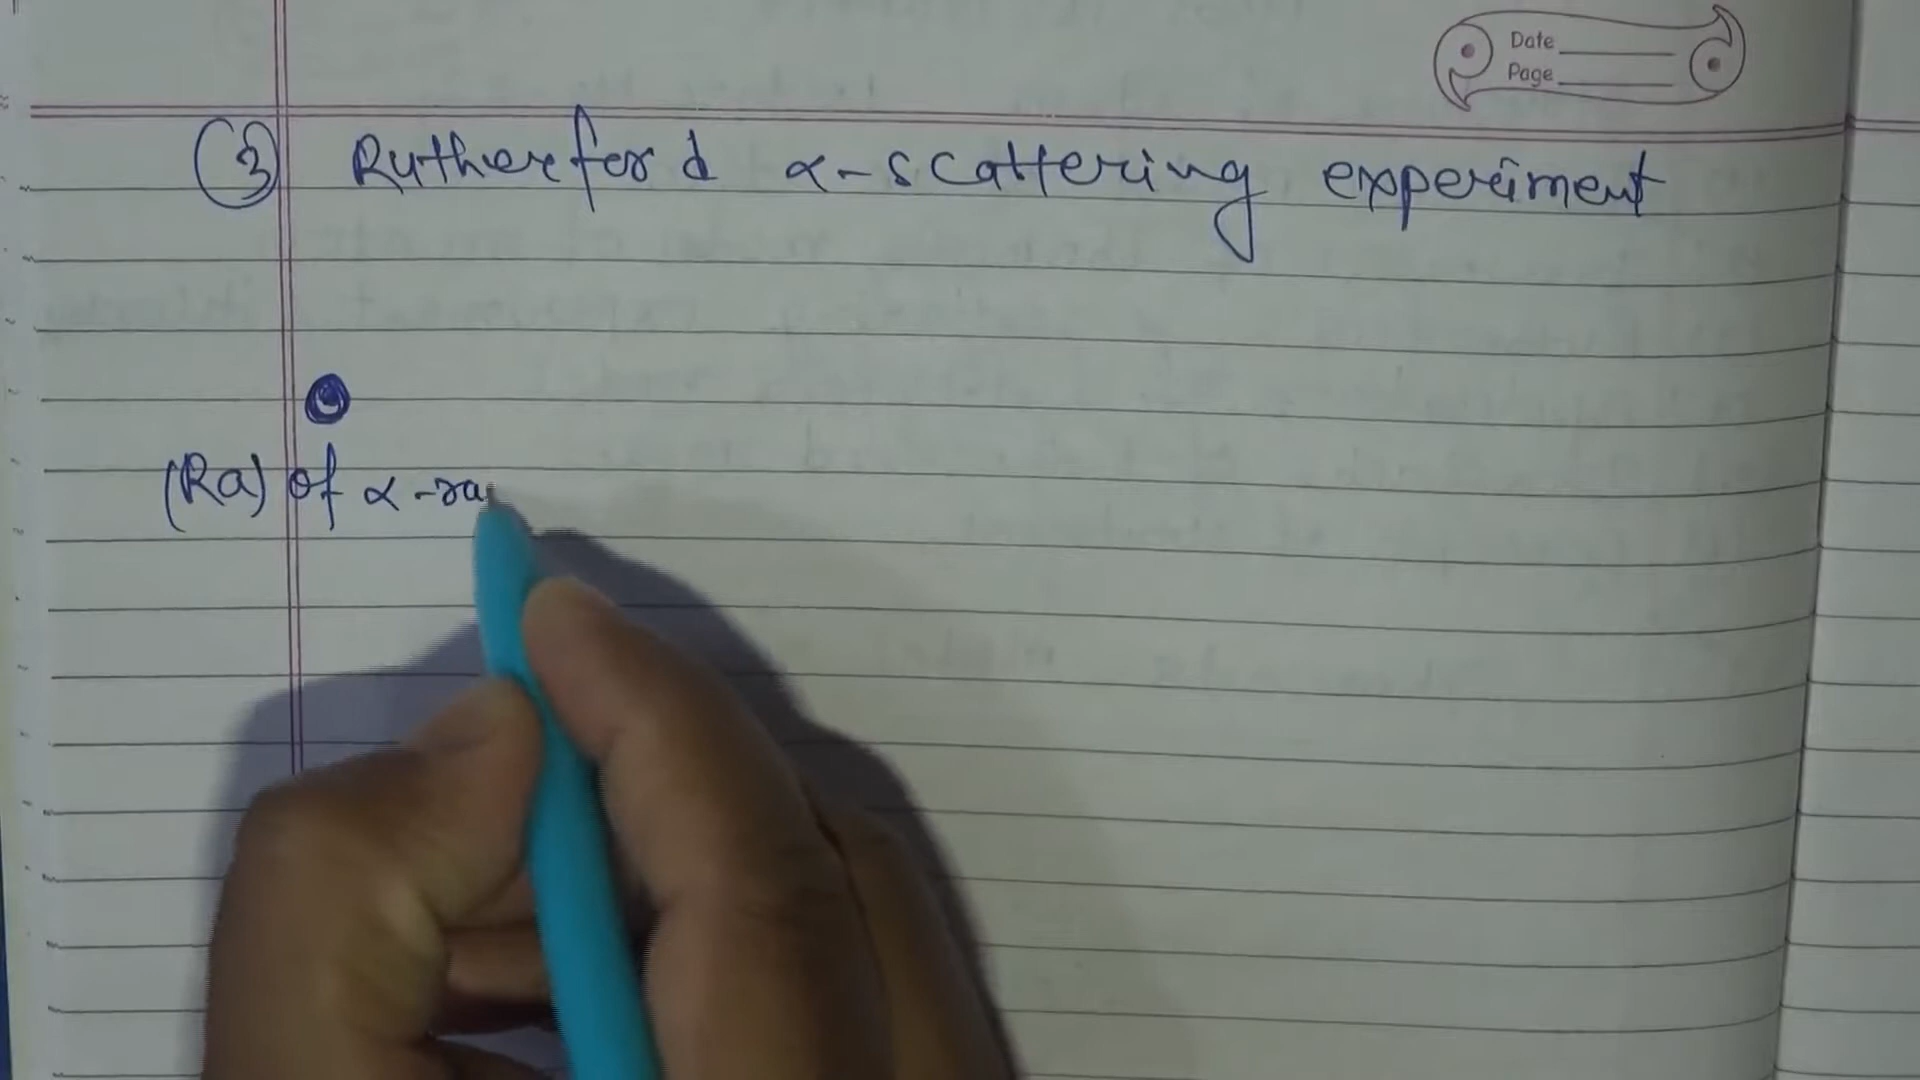 Date
Page
③ Rutherford α-scattering experiment
(Ra) of α-ra